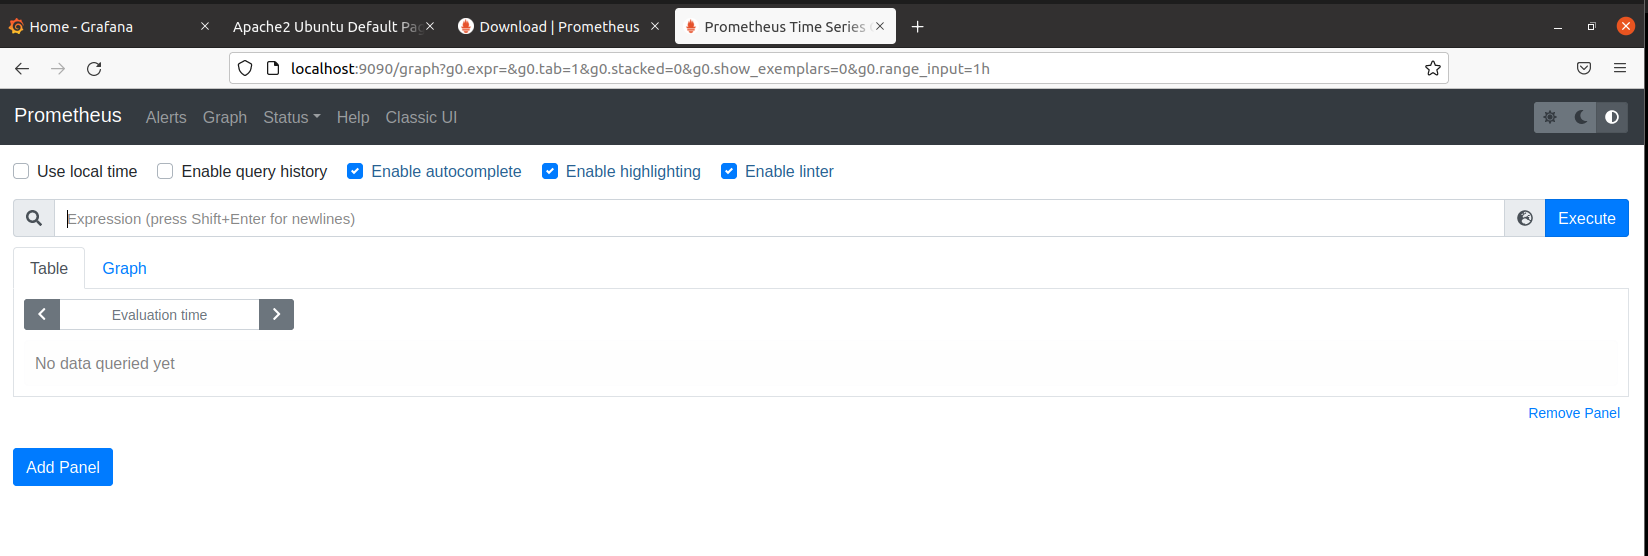 Home - Grafana
Apache2 Ubuntu Default Pa
Download | Prometheus
Prometheus Time Series
localhost:9090/graph?g0.expr=&g0.tab=1&g0.stacked=0&g0.show_exemplars=0&g0.range_input=1h
Prometheus Alerts Graph Status Help Classic UI
Use local time Enable query history Enable autocomplete Enable highlighting Enable linter
Expression (press Shift+Enter for newlines) Execute
Table Graph
Evaluation time
No data queried yet
Remove Panel
Add Panel